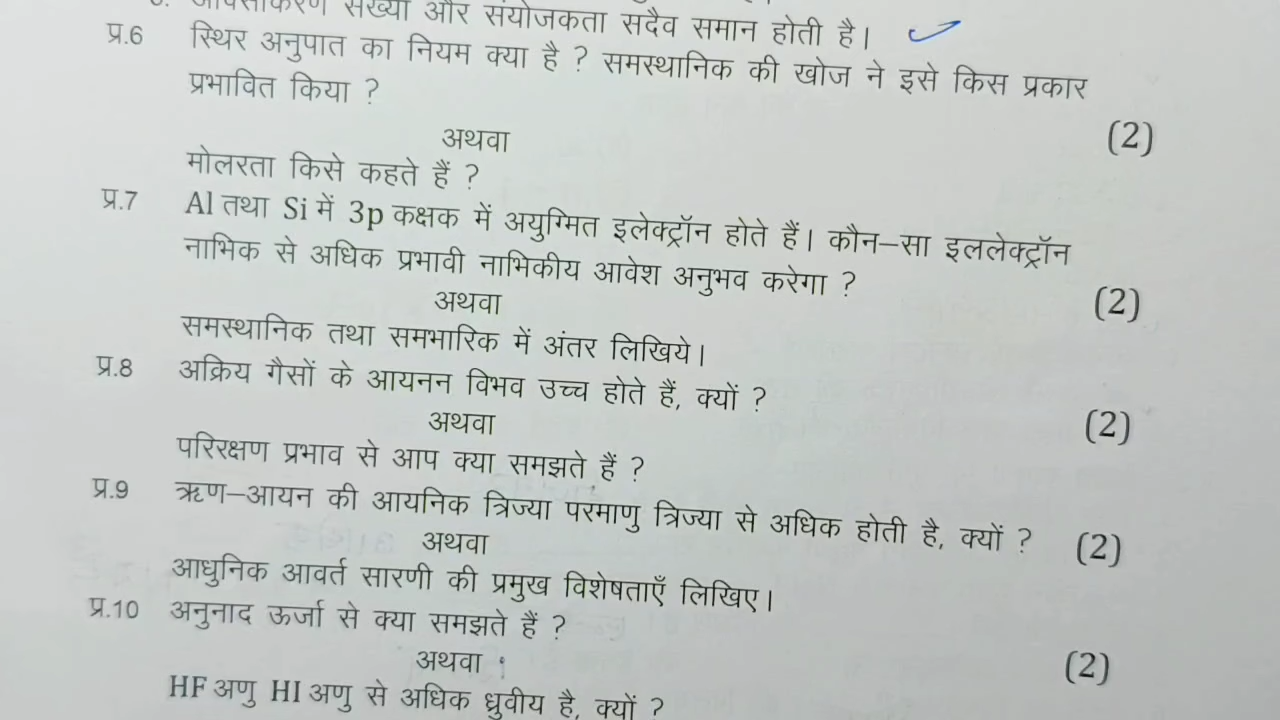 संख्या और संयोजकता सदैव समान होती है।
प्र.6 स्थिर अनुपात का नियम क्या है ? समस्थानिक की खोज ने इसे किस प्रकार
प्रभावित किया ?
(2)
अथवा
मोलरता किसे कहते हैं ?
प्र.7 Al तथा Si में 3p कक्षक में अयुग्मित इलेक्ट्रॉन होते हैं। कौन–सा इललेक्ट्रॉन
नाभिक से अधिक प्रभावी नाभिकीय आवेश अनुभव करेगा ?
(2)
अथवा
समस्थानिक तथा समभारिक में अंतर लिखिये।
प्र.8 अक्रिय गैसों के आयनन विभव उच्च होते हैं, क्यों ?
(2)
अथवा
परिरक्षण प्रभाव से आप क्या समझते हैं ?
प्र.9 ऋण–आयन की आयनिक त्रिज्या परमाणु त्रिज्या से अधिक होती है, क्यों ? (2)
अथवा
आधुनिक आवर्त सारणी की प्रमुख विशेषताएँ लिखिए।
प्र.10 अनुनाद ऊर्जा से क्या समझते हैं ?
(2)
अथवा
HF अणु HI अणु से अधिक ध्रुवीय है, क्यों ?